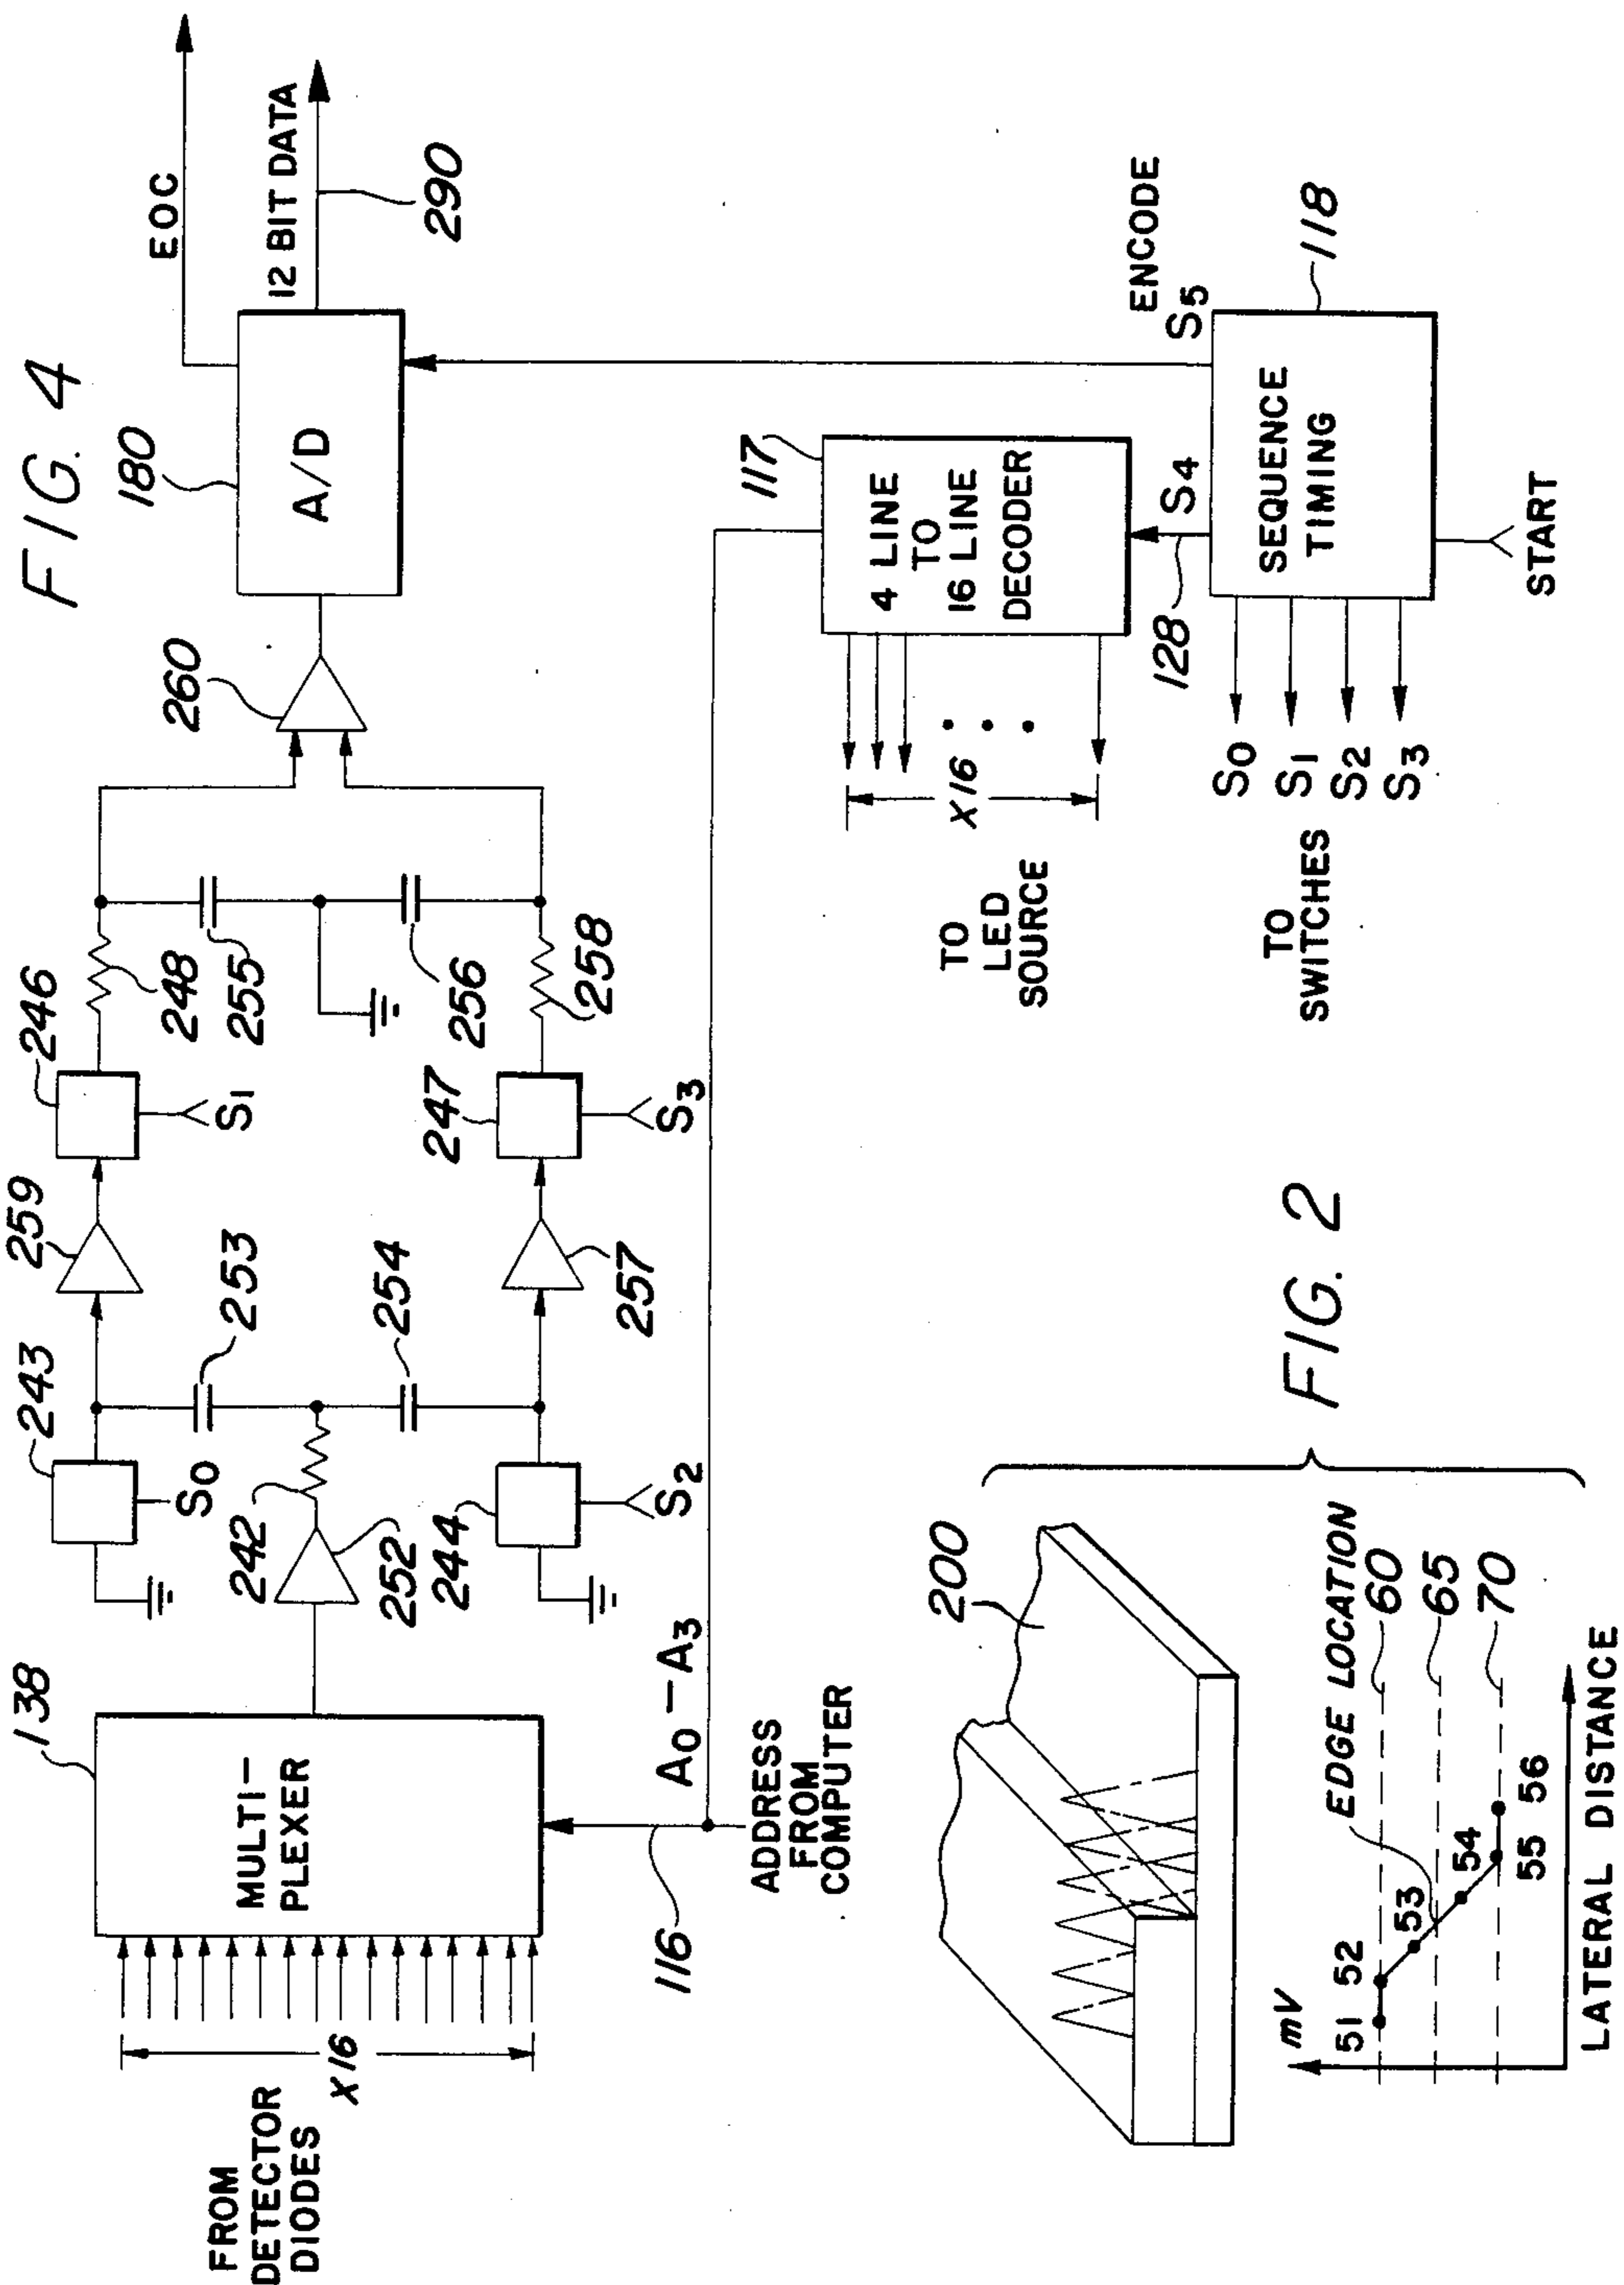 FIG. 4
FROM
DETECTOR
DIODES
X16
138
MULTI-
PLEXER
116
ADDRESS
FROM
COMPUTER
A0-A3
243
S0
242
252
244
S2
253
254
259
257
246
S1
247
S3
248
255
256
258
260
180
A/D
EOC
12 BIT DATA
290
117
4 LINE
TO
16 LINE
DECODER
X16
TO
LED
SOURCE
128
S4
ENCODE
S5
118
SEQUENCE
TIMING
START
S0
S1
S2
S3
TO
SWITCHES
FIG. 2
200
mV
51
52
53
54
55
56
EDGE LOCATION
60
65
70
LATERAL DISTANCE